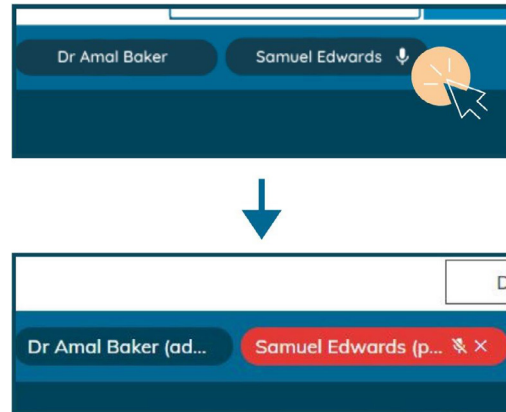 Dr Amal Baker
Samuel Edwards
D
Dr Amal Baker (ad...
Samuel Edwards (p...